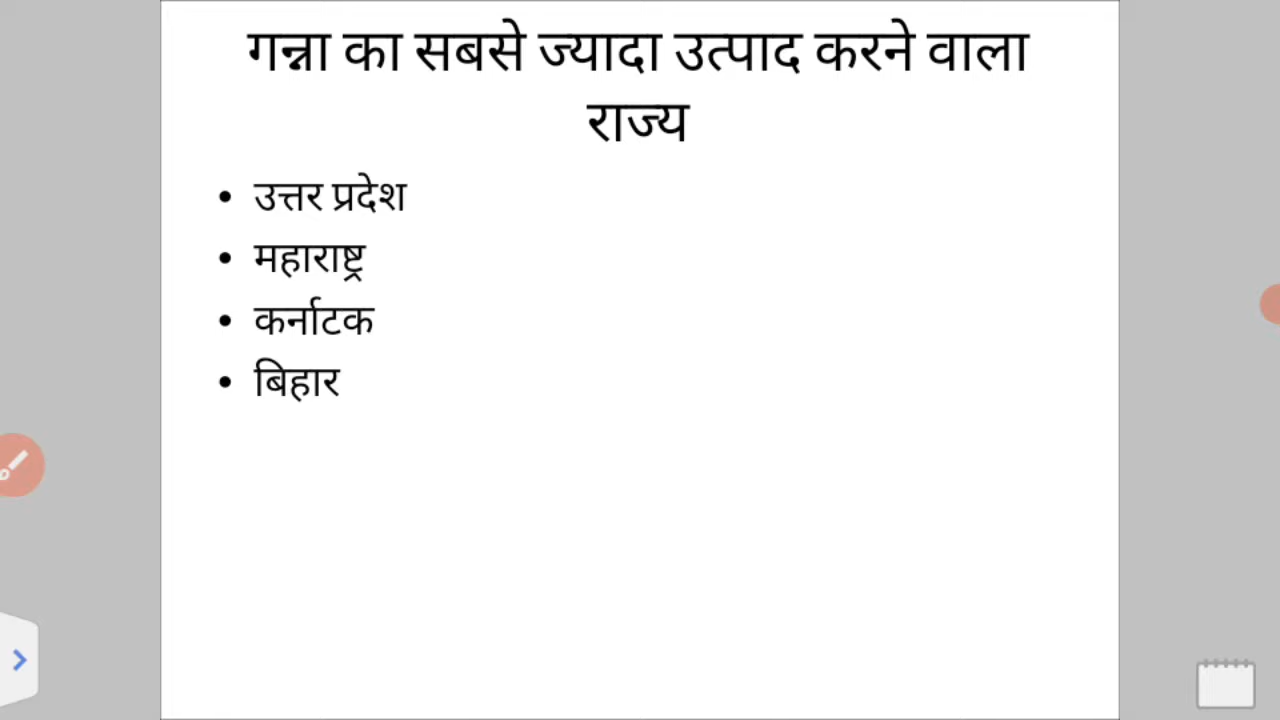 गन्ना का सबसे ज्यादा उत्पाद करने वाला
राज्य
• उत्तर प्रदेश
• महाराष्ट्र
• कर्नाटक
• बिहार